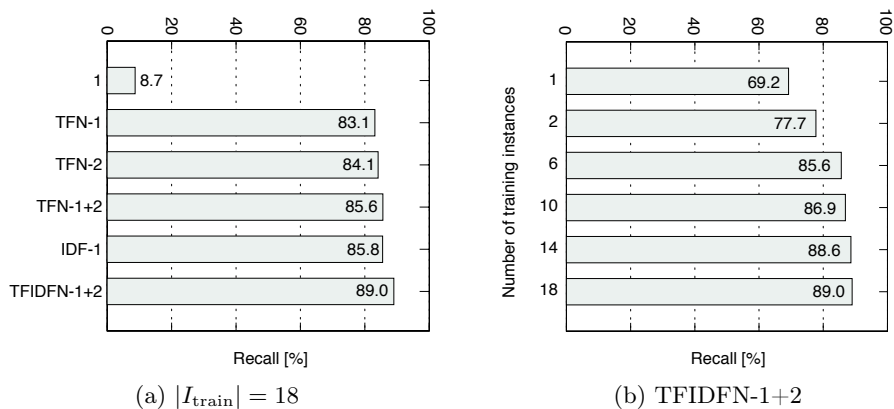 0 20 40 60 80 100
1 8.7
TFN-1 83.1
TFN-2 84.1
TFN-1+2 85.6
IDF-1 85.8
TFIDFN-1+2 89.0
Recall [%]
(a) |I_train| = 18
0 20 40 60 80 100
Number of training instances
1 69.2
2 77.7
6 85.6
10 86.9
14 88.6
18 89.0
Recall [%]
(b) TFIDFN-1+2